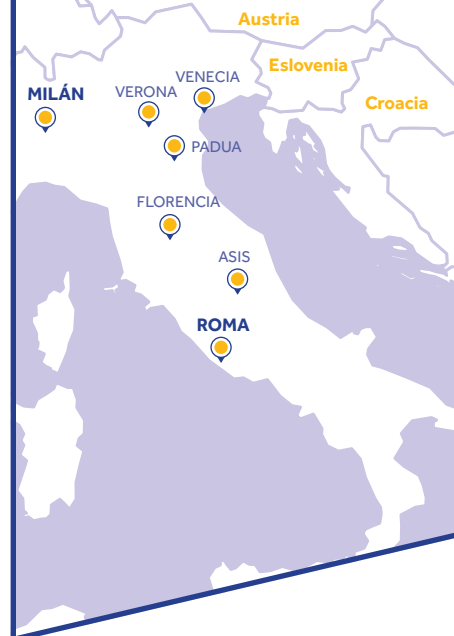 Austria
Eslovenia
VENECIA
MILÁN
VERONA
Croacia
PADUA
FLORENCIA
ASIS
ROMA